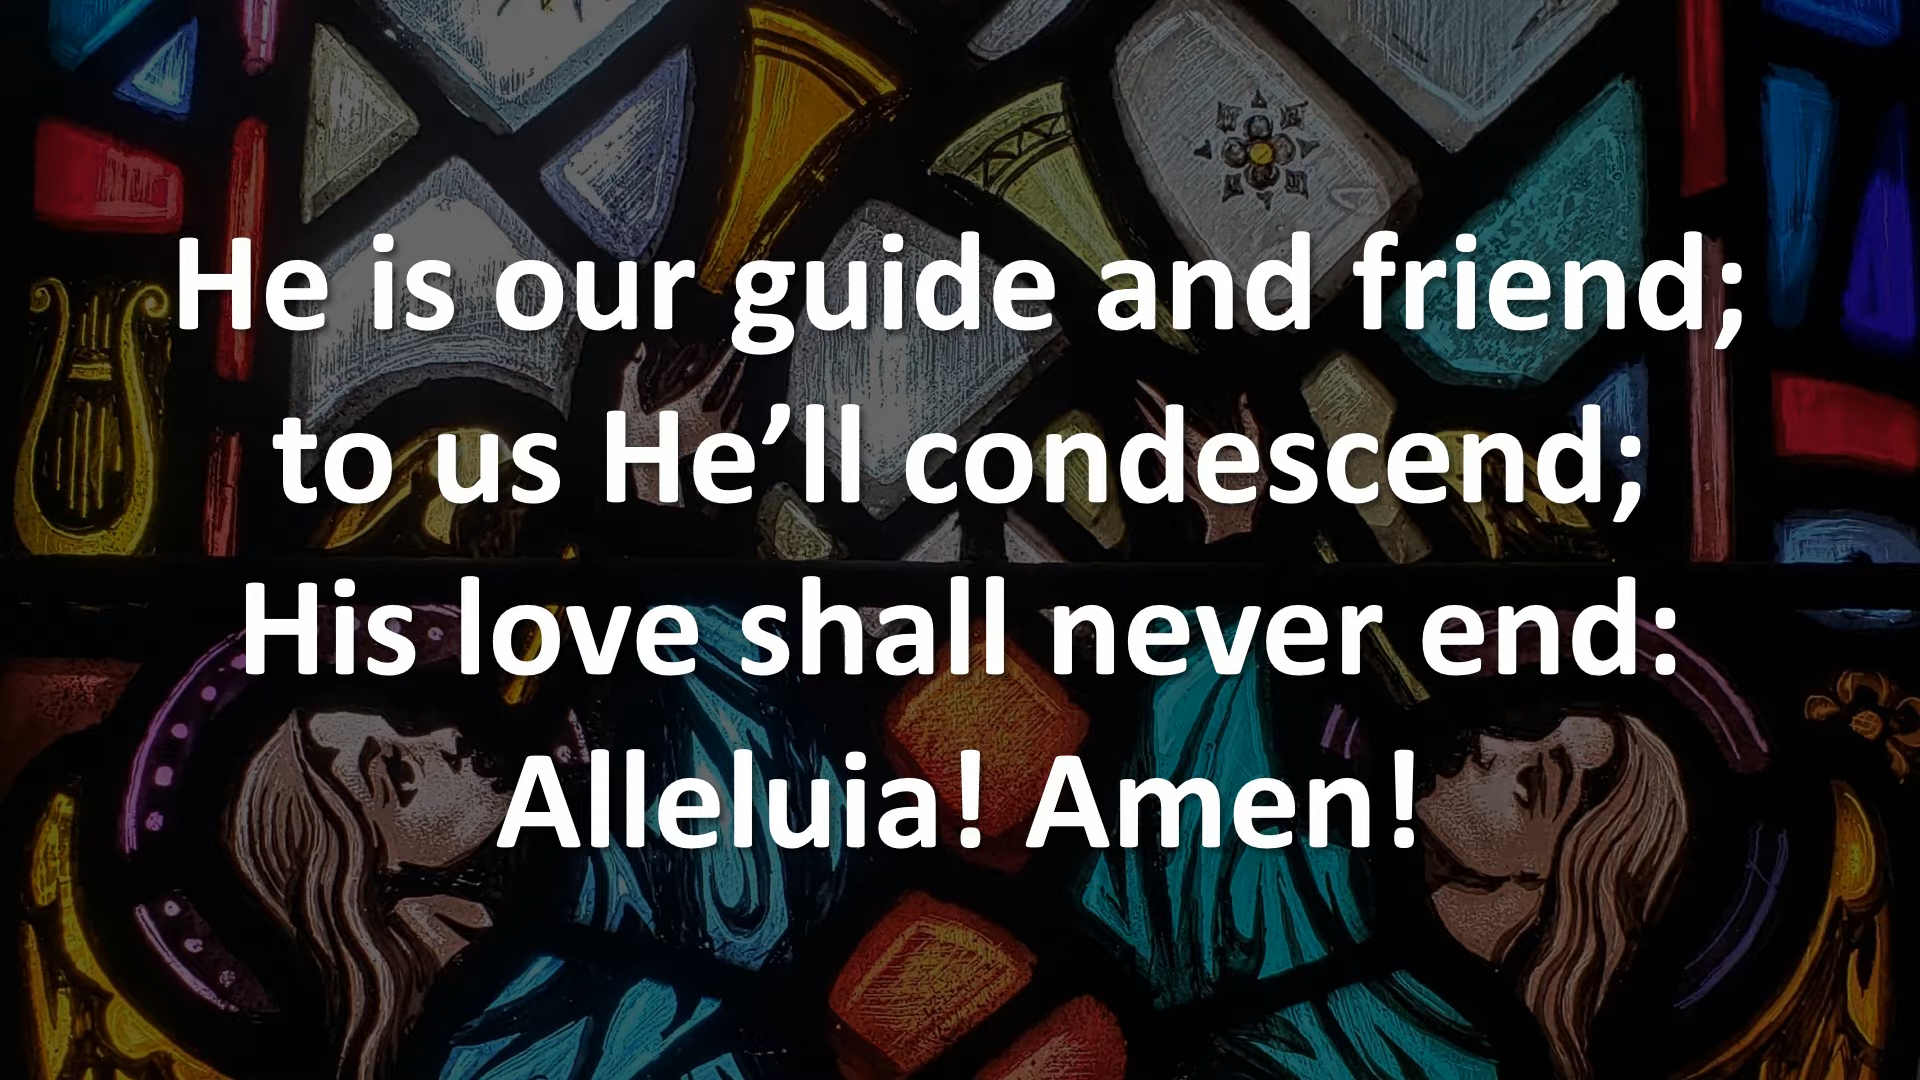 He is our guide and friend;
to us He’ll condescend;
His love shall never end:
Alleluia! Amen!